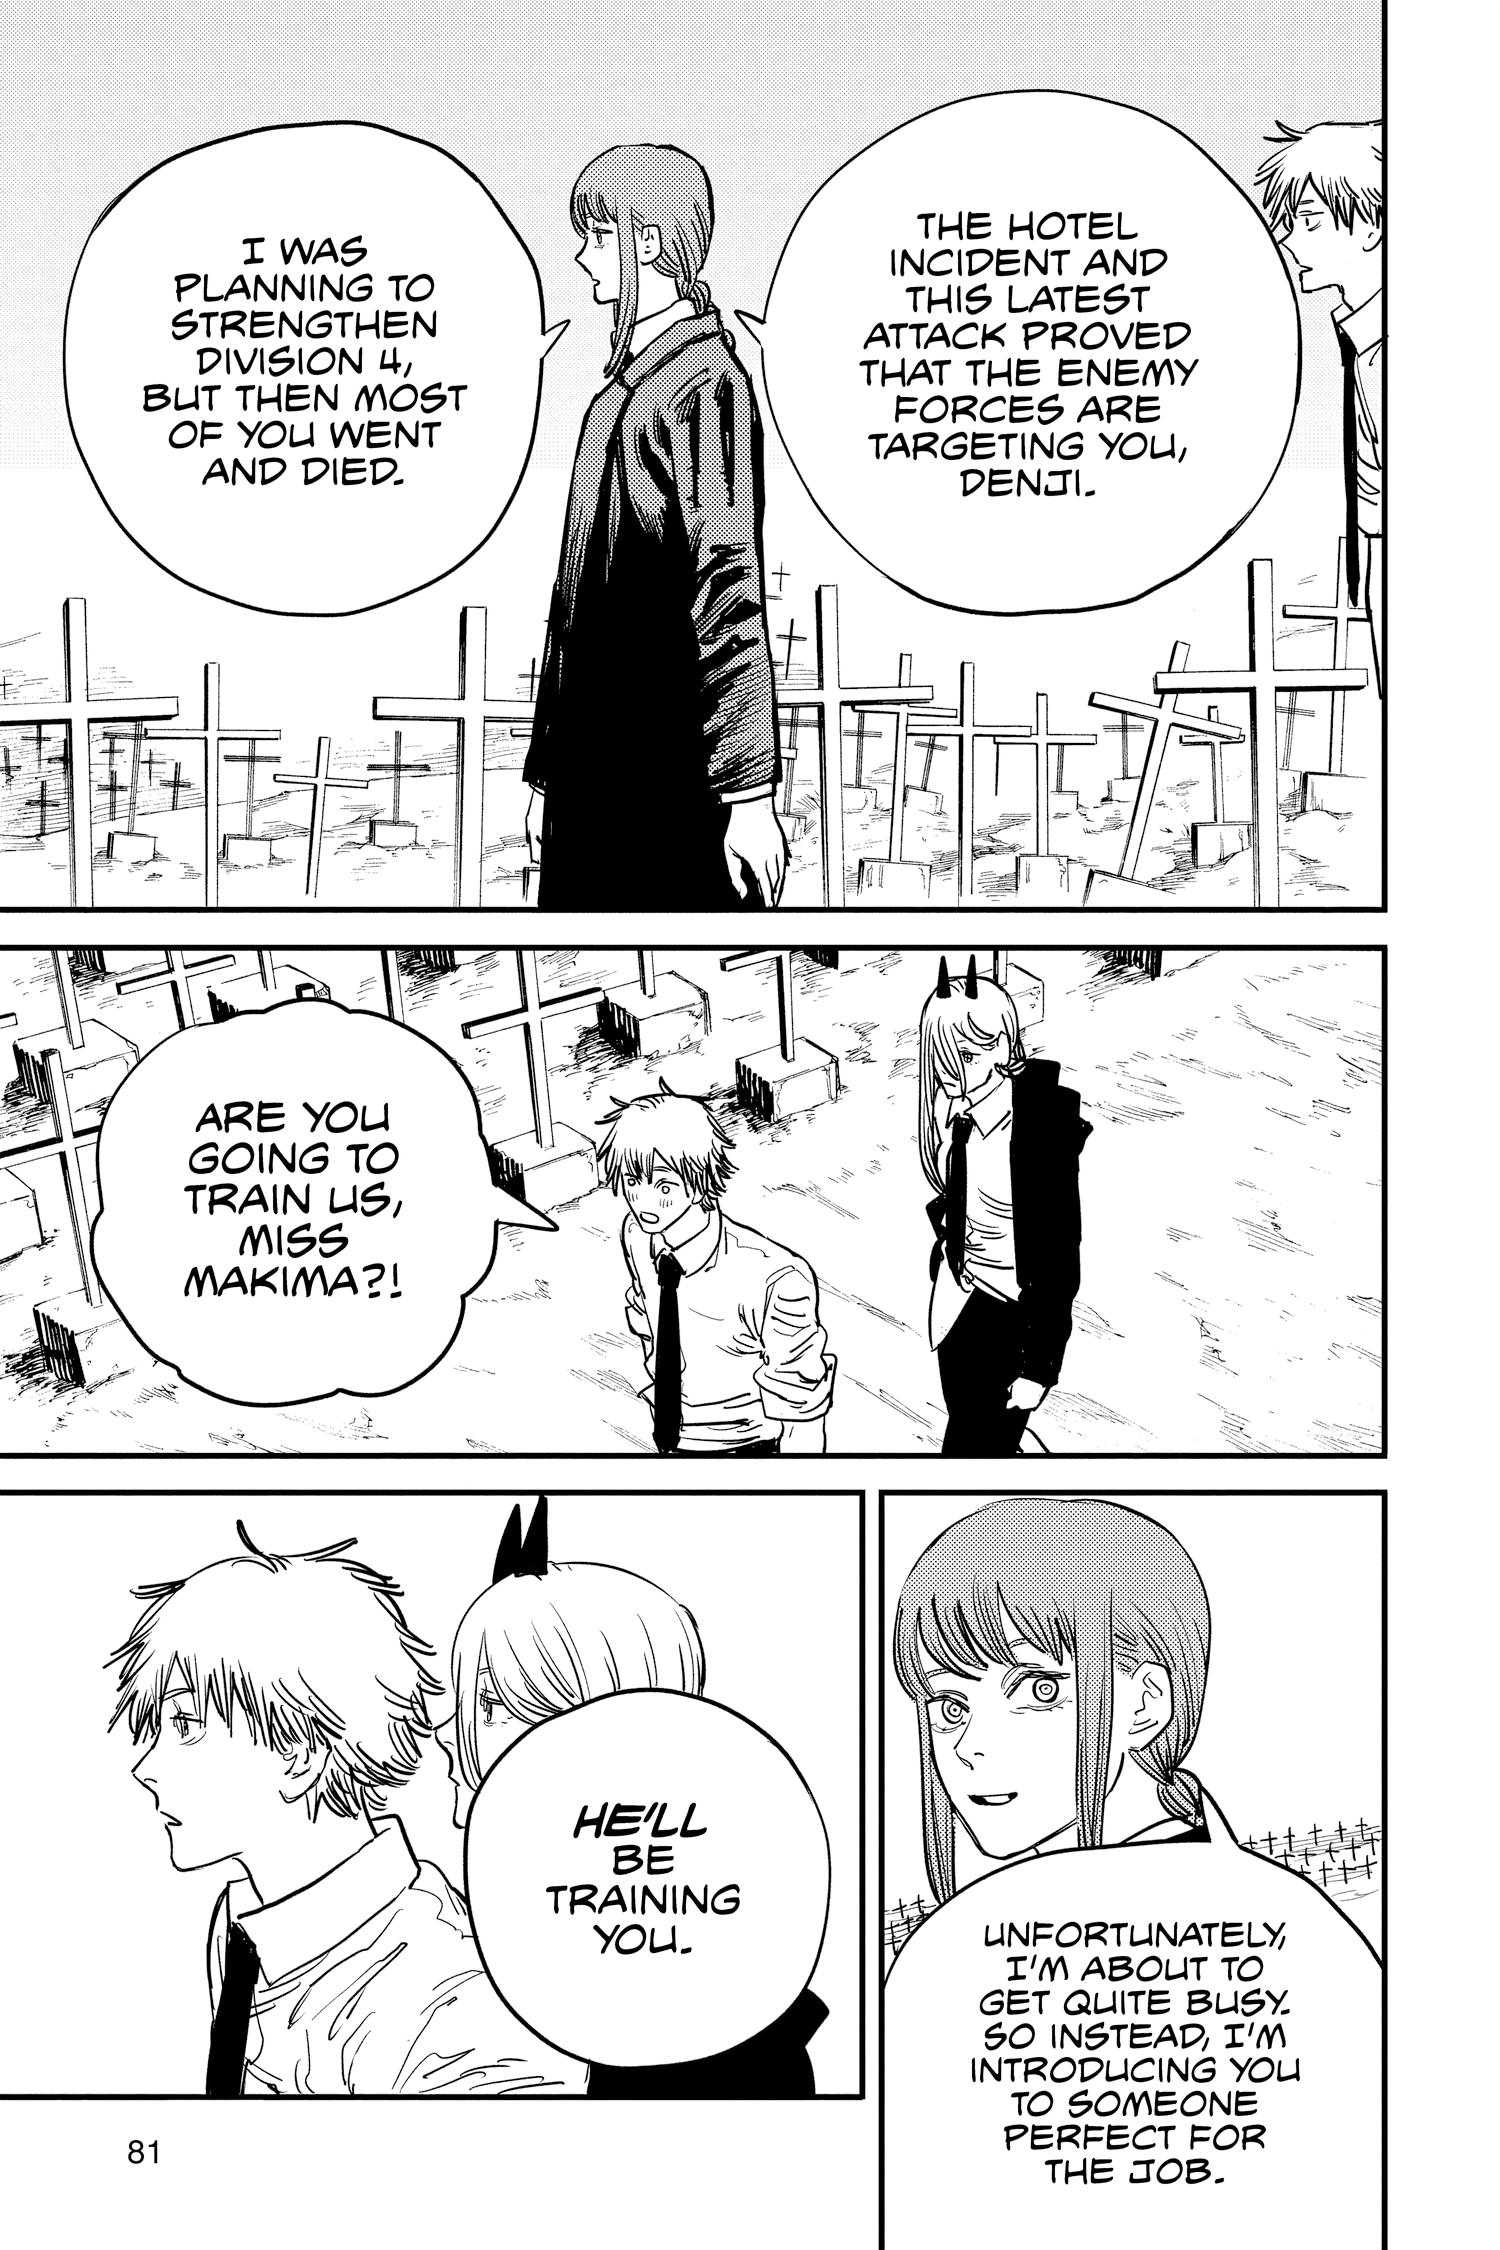 THE HOTEL
INCIDENT AND
THIS LATEST
ATTACK PROVED
THAT THE ENEMY
FORCES ARE
TARGETING YOU,
DENJI.
I WAS
PLANNING TO
STRENGTHEN
DIVISION 4,
BUT THEN MOST
OF YOU WENT
AND DIED.
ARE YOU
GOING TO
TRAIN US,
MISS
MAKIMA?!
UNFORTUNATELY,
I'M ABOUT TO
GET QUITE BUSY.
SO INSTEAD, I'M
INTRODUCING YOU
TO SOMEONE
PERFECT FOR
THE JOB.
HE'LL
BE
TRAINING
YOU.
81